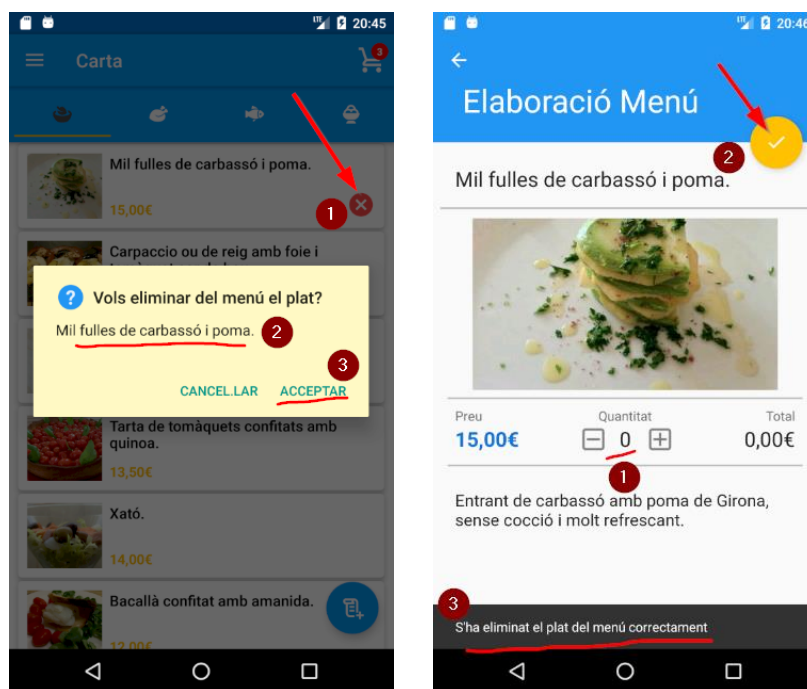 LTE 20:45
Carta
3
Mil fulles de carbassó i poma.
15,00€
1
Carpaccio ou de reig amb foie i
Vols eliminar del menú el plat?
Mil fulles de carbassó i poma.
2
3
CANCEL.LAR ACCEPTAR
Tarta de tomàquets confitats amb
quinoa.
13,50€
Xató.
14,00€
Bacallà confitat amb amanida.
12,00€
LTE 20:46
Elaboració Menú
2
Mil fulles de carbassó i poma.
Preu Quantitat Total
15,00€ 0 0,00€
1
Entrant de carbassó amb poma de Girona,
sense cocció i molt refrescant.
3
S'ha eliminat el plat del menú correctament